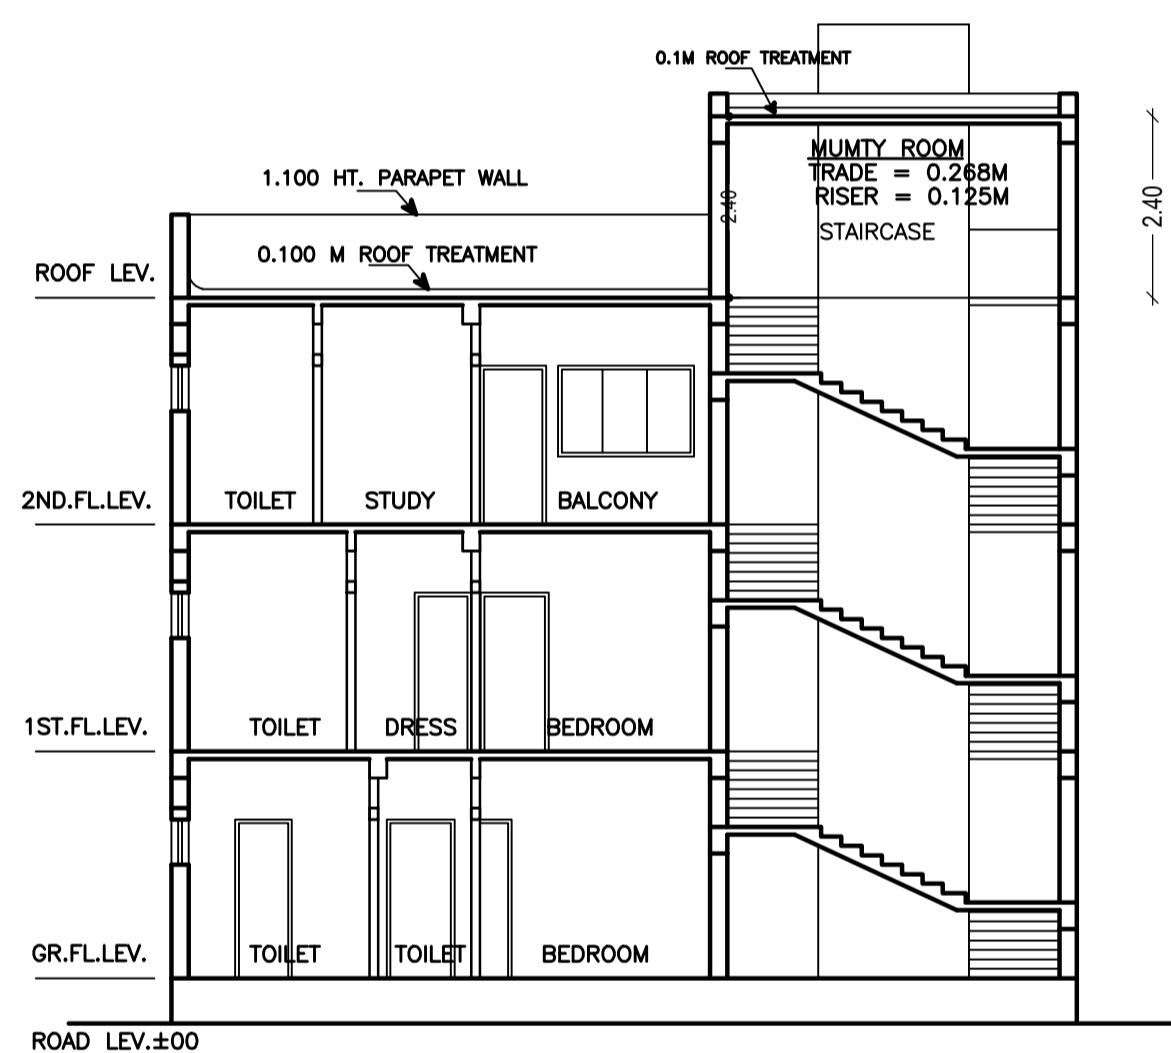 0.1M ROOF TREATMENT
MUMTY ROOM
TRADE = 0.268M
RISER = 0.125M
STAIRCASE
2.40
2.40
1.100 HT. PARAPET WALL
0.100 M ROOF TREATMENT
ROOF LEV.
2ND.FL.LEV.
TOILET
STUDY
BALCONY
1ST.FL.LEV.
TOILET
DRESS
BEDROOM
GR.FL.LEV.
TOILET
TOILET
BEDROOM
ROAD LEV.±00